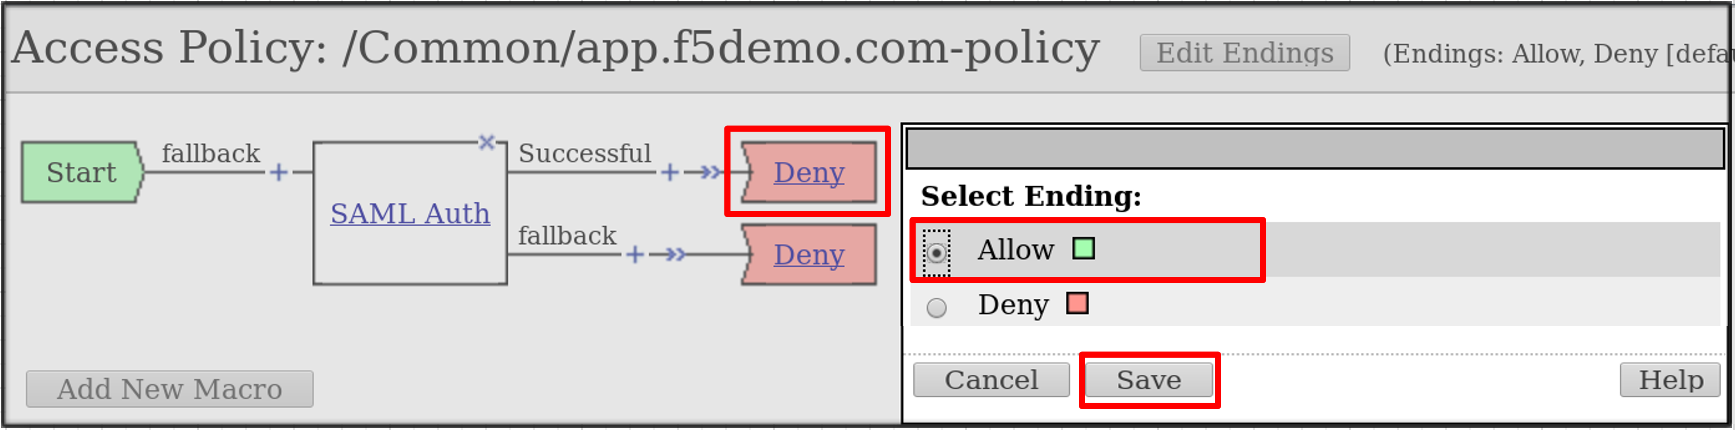 Access Policy: /Common/app.f5demo.com-policy Edit Endings (Endings: Allow, Deny [defau
Start fallback + SAML Auth × Successful + Deny
fallback + Deny
Add New Macro
Select Ending:
Allow
Deny
Cancel Save Help